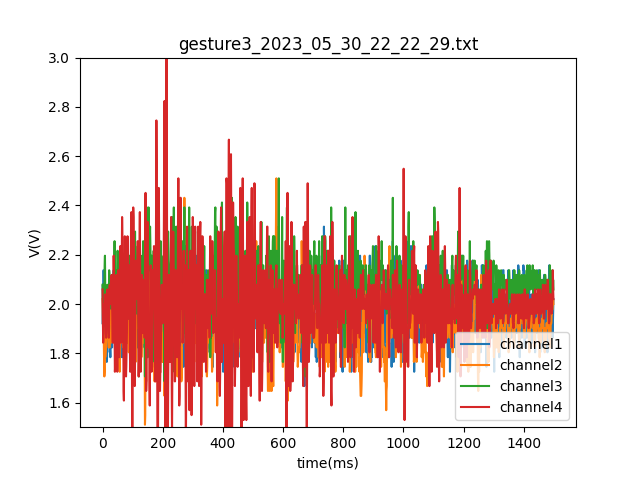 gesture3_2023_05_30_22_22_29.txt
3.0
2.8
2.6
2.4
2.2
2.0
1.8
1.6
V(V)
0 200 400 600 800 1000 1200 1400
time(ms)
channel1
channel2
channel3
channel4